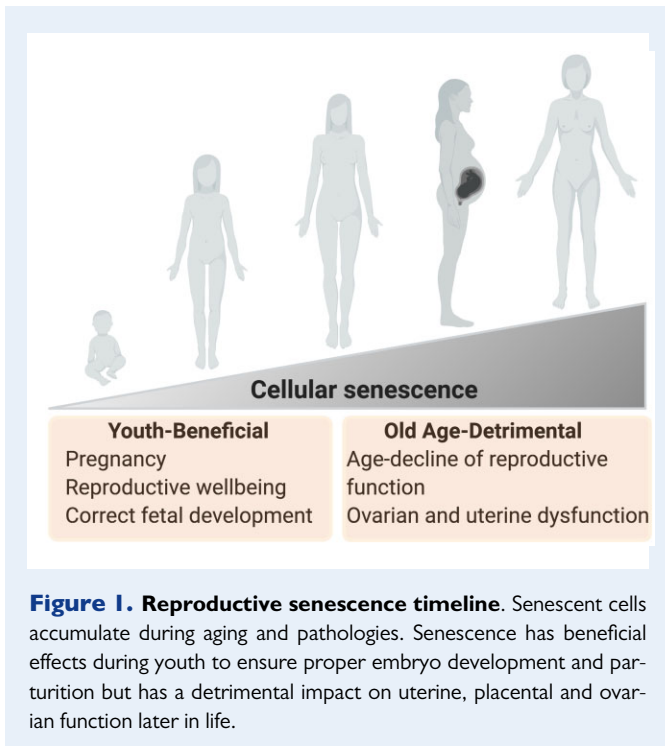 Cellular senescence
Youth-Beneficial
Pregnancy
Reproductive wellbeing
Correct fetal development
Old Age-Detrimental
Age-decline of reproductive
function
Ovarian and uterine dysfunction
Figure 1. Reproductive senescence timeline. Senescent cells
accumulate during aging and pathologies. Senescence has beneficial
effects during youth to ensure proper embryo development and par-
turition but has a detrimental impact on uterine, placental and ovar-
ian function later in life.